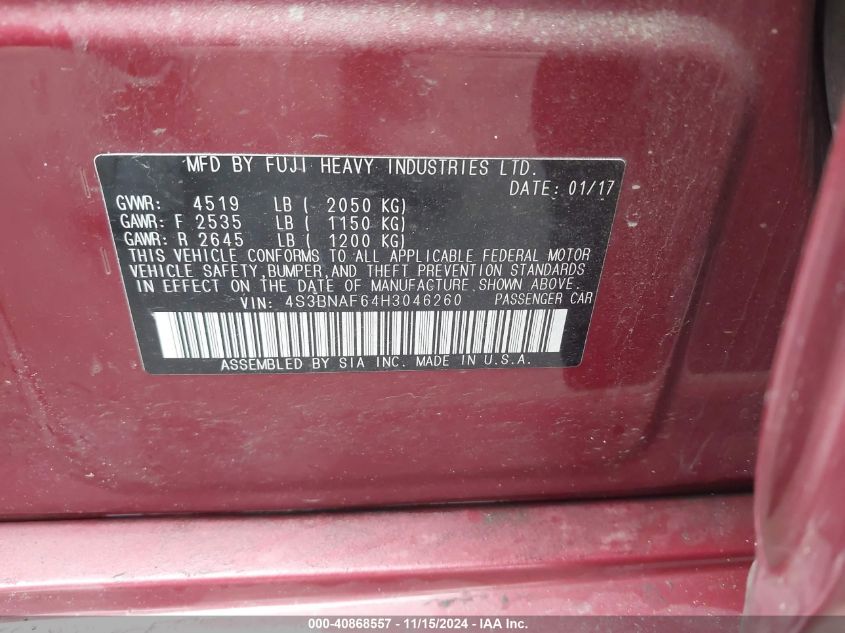 MFD BY FUJI HEAVY INDUSTRIES LTD.
DATE: 01/17
GVWR: 4519 LB ( 2050 KG)
GAWR: F 2535 LB ( 1150 KG)
GAWR: R 2645 LB ( 1200 KG)
THIS VEHICLE CONFORMS TO ALL APPLICABLE FEDERAL MOTOR
VEHICLE SAFETY, BUMPER, AND THEFT PREVENTION STANDARDS
IN EFFECT ON THE DATE OF MANUFACTURE SHOWN ABOVE.
VIN: 4S3BNAF64H3046260 PASSENGER CAR
ASSEMBLED BY SIA INC. MADE IN U.S.A.
000-40868557 - 11/15/2024 - IAA Inc.